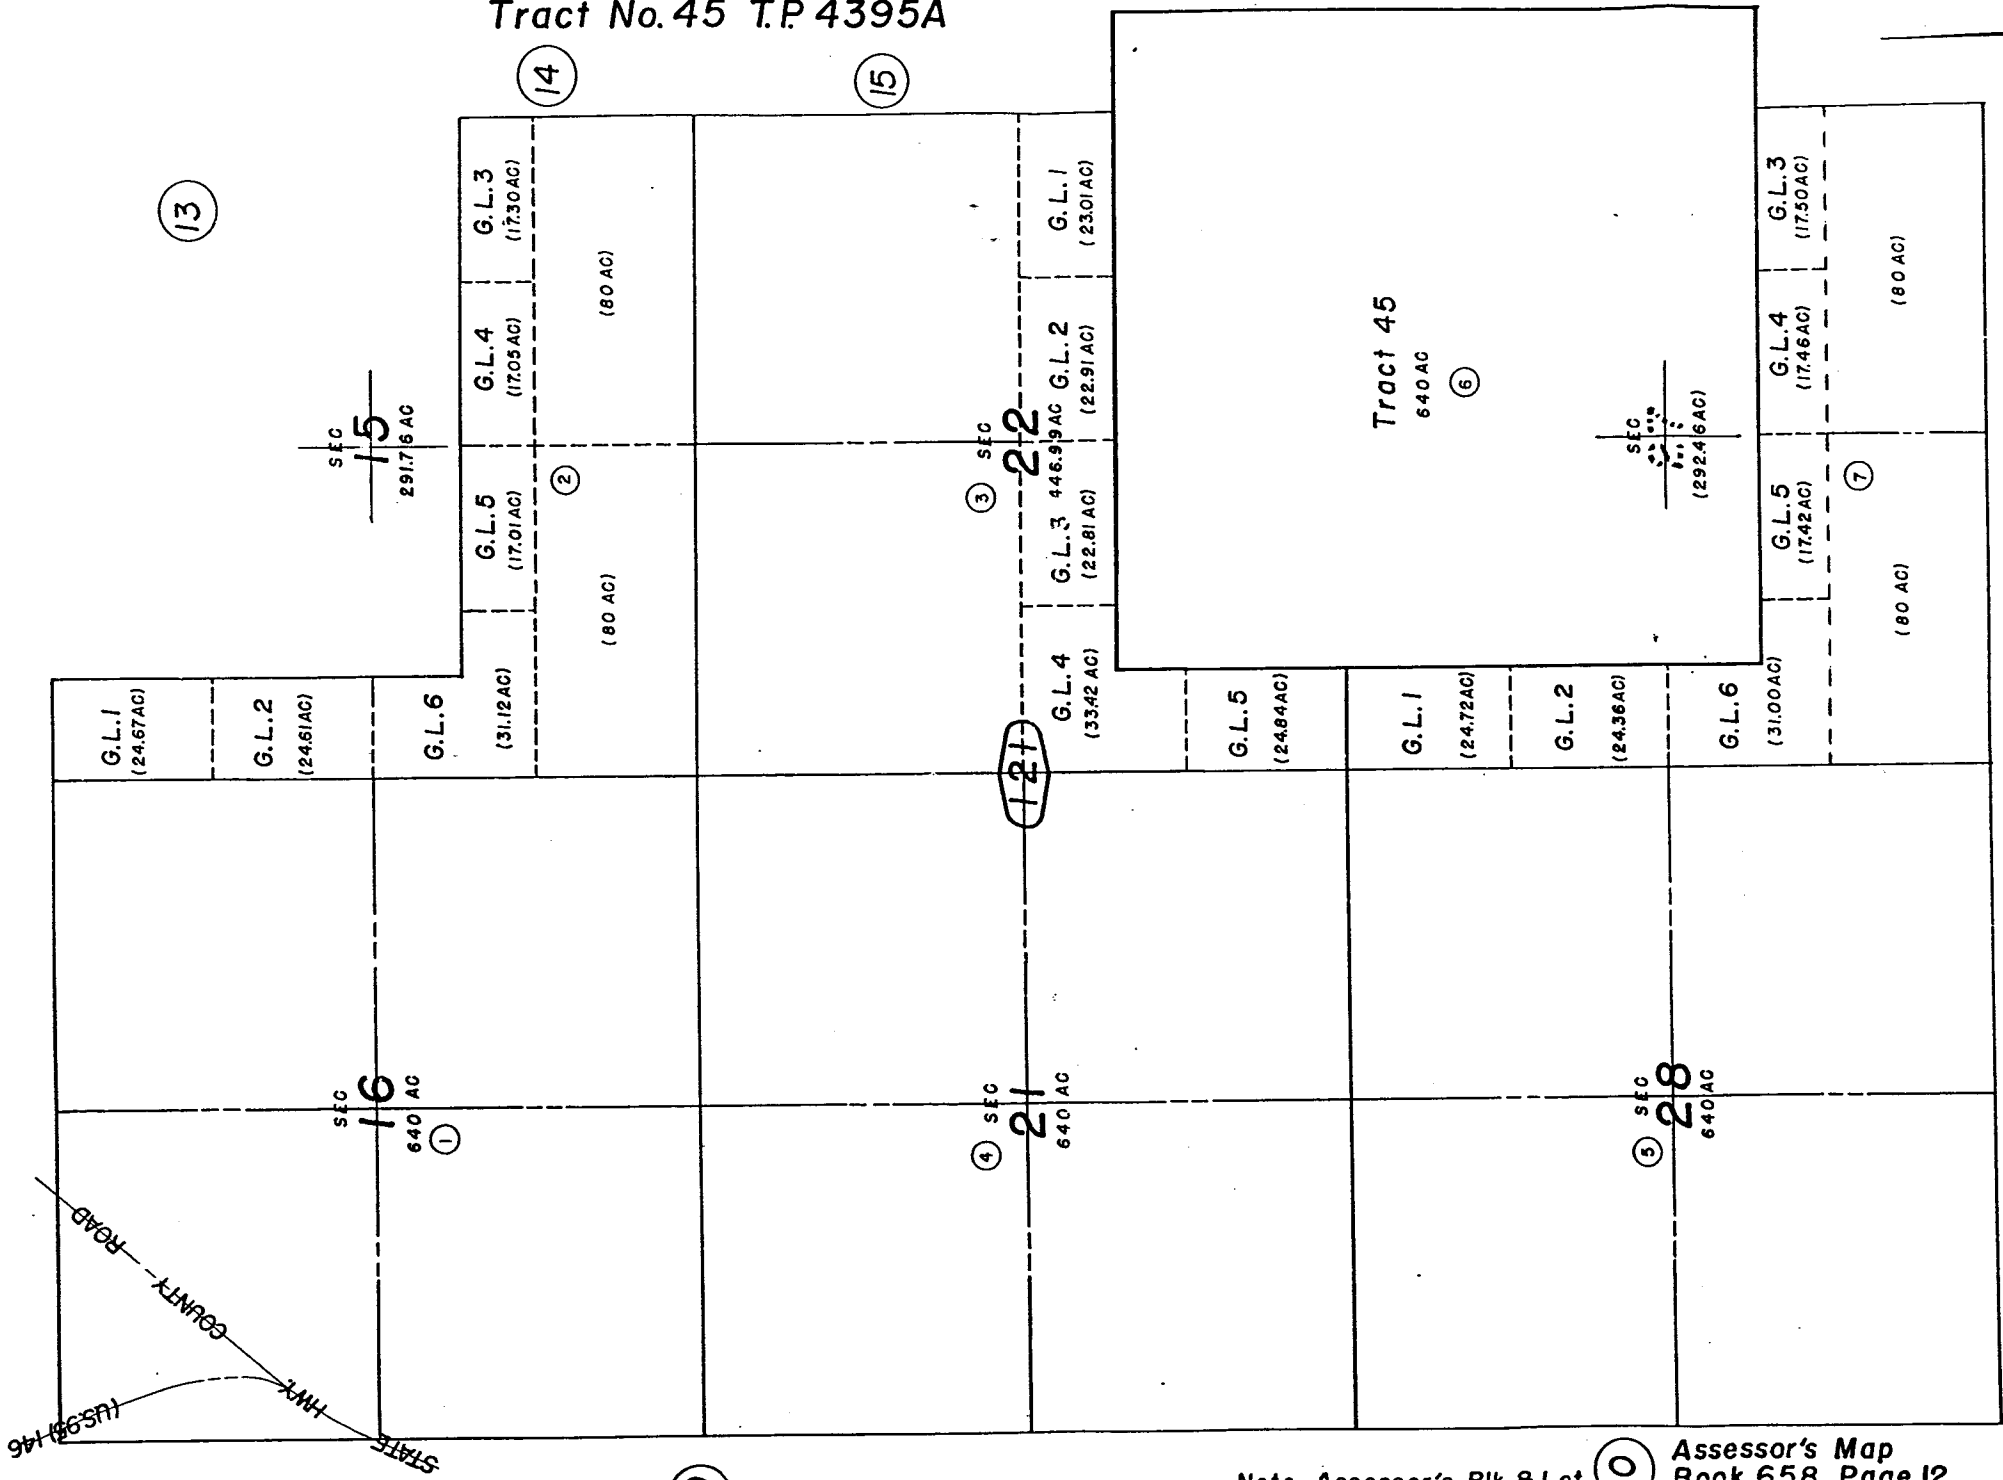 Tract No. 45 T.P. 4395A
14
15
13
G.L.3
(17.30 AC)
G.L.4
(17.05 AC)
G.L.5
(17.01 AC)
(80 AC)
(80 AC)
2
SEC
15
291.76 AC
G.L.1
(24.67 AC)
G.L.2
(24.61 AC)
G.L.6
(31.12 AC)
G.L.1
(23.01 AC)
G.L.2
(22.91 AC)
SEC
22
446.99 AC
3
G.L.3
(22.81 AC)
G.L.4
(33.42 AC)
G.L.5
(24.84 AC)
Tract 45
640 AC
6
SEC
(292.46 AC)
G.L.3
(17.50 AC)
G.L.4
(17.46 AC)
G.L.5
(17.42 AC)
7
(80 AC)
(80 AC)
G.L.1
(24.72 AC)
G.L.2
(24.36 AC)
G.L.6
(31.00 AC)
121
SEC
16
640 AC
1
SEC
21
640 AC
4
SEC
28
640 AC
5
COUNTY ROAD
STATE HWY.
(U.S. 95) 146
Note-Assessor's Blk. & Lot
Assessor's Map
Book 658 Page 12